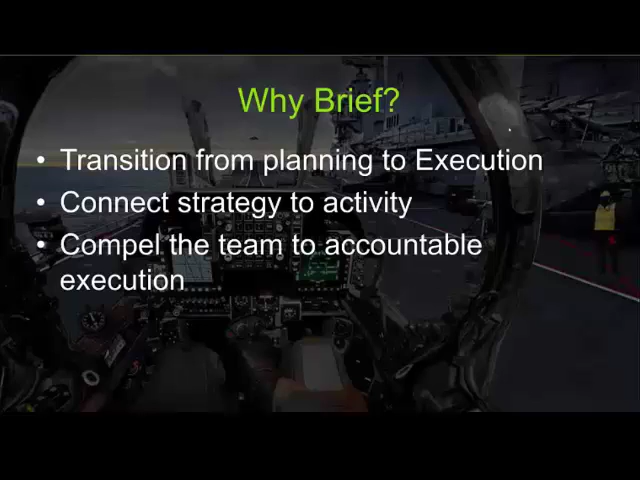 Why Brief?
• Transition from planning to Execution
• Connect strategy to activity
• Compel the team to accountable
execution